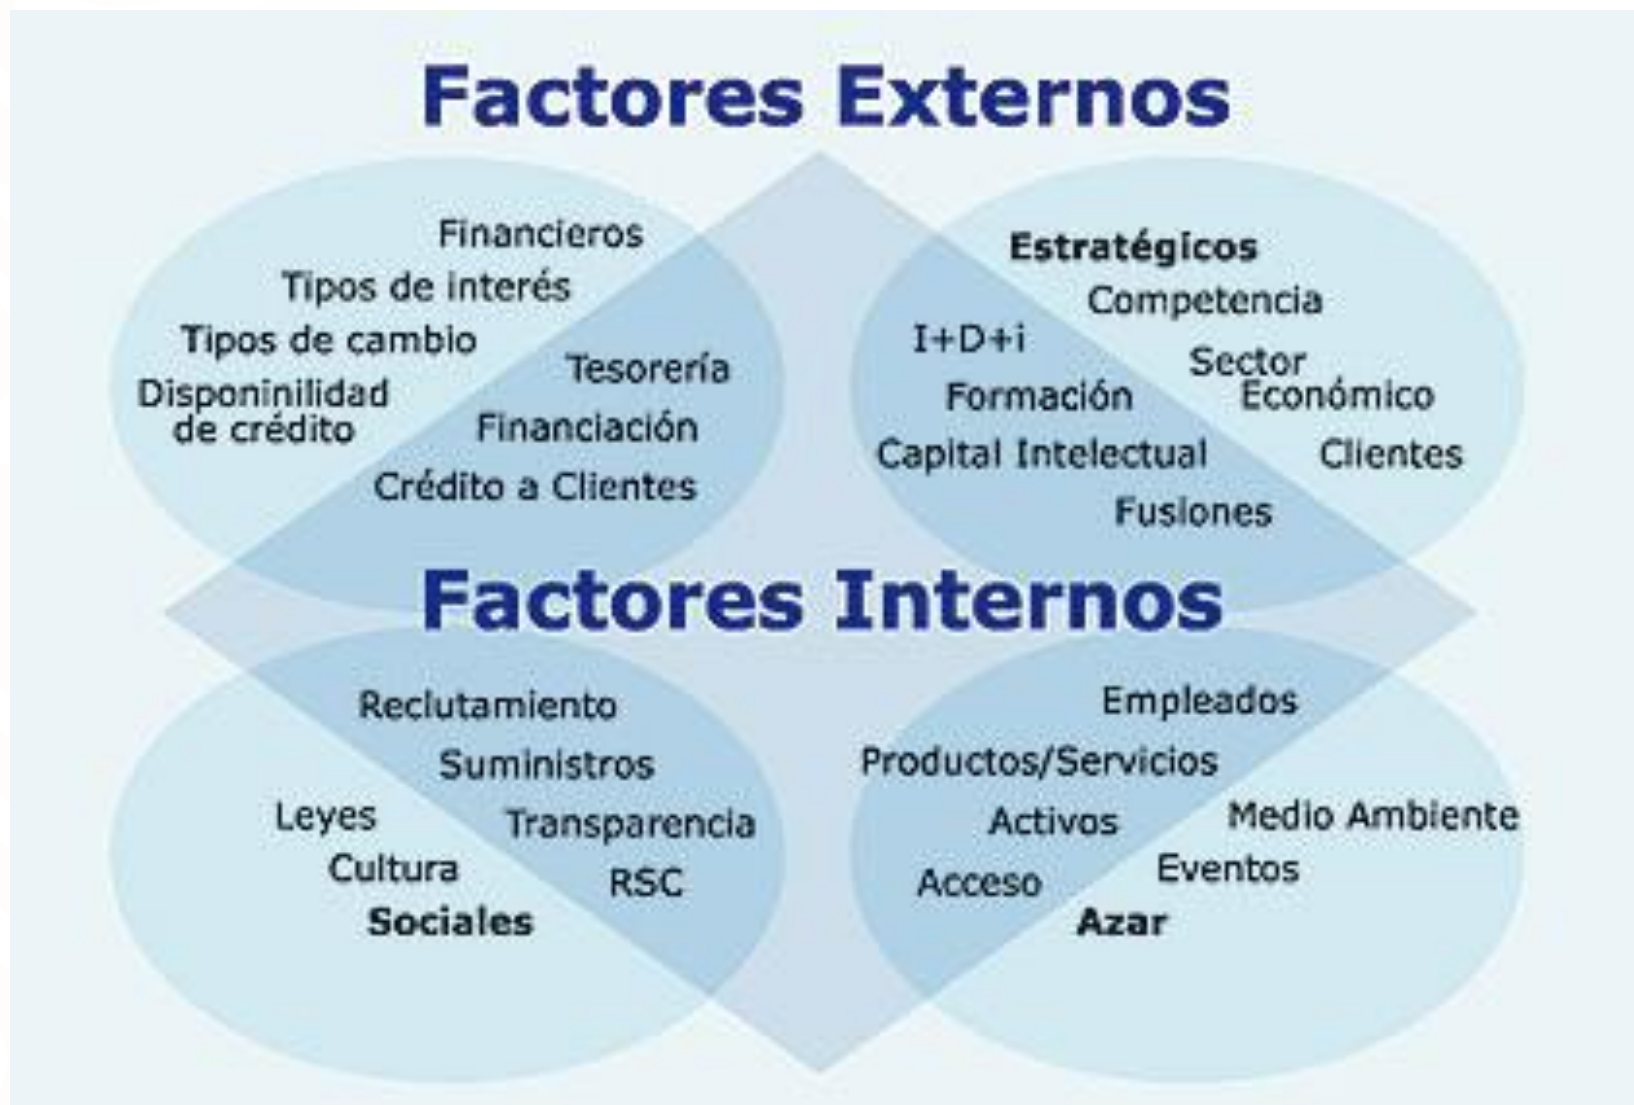 Factores Externos
Financieros
Tipos de interés
Tipos de cambio
Disponinilidad
de crédito
Tesorería
Financiación
Crédito a Clientes
Estratégicos
Competencia
Sector
Económico
Clientes
I+D+i
Formación
Capital Intelectual
Fusiones
Factores Internos
Reclutamiento
Suministros
Transparencia
RSC
Leyes
Cultura
Sociales
Empleados
Productos/Servicios
Activos
Acceso
Medio Ambiente
Eventos
Azar